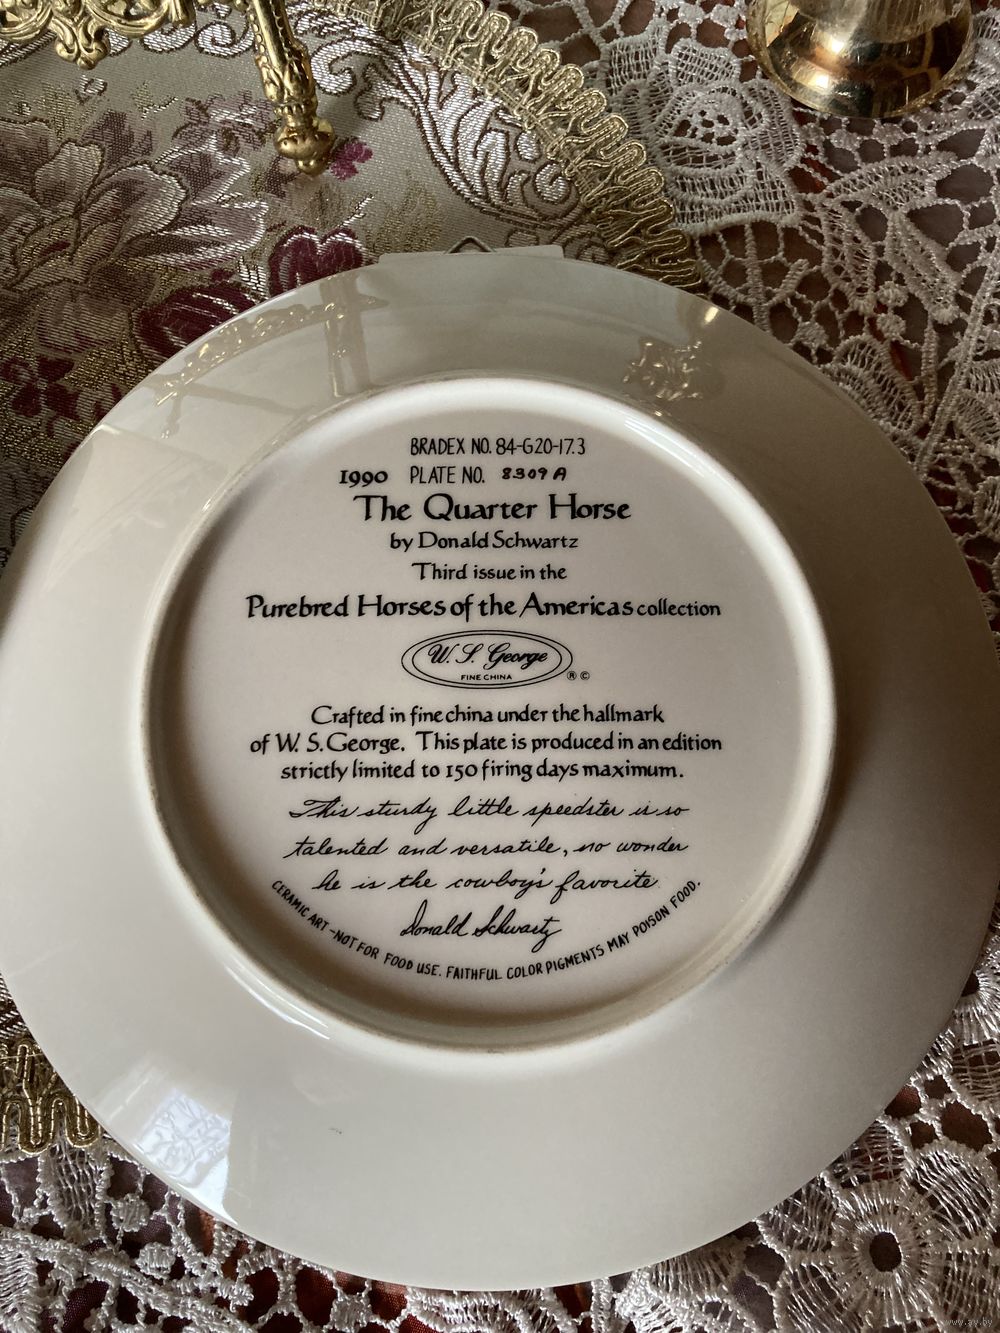 BRADEX NO. 84-G20-17.3
1990 PLATE NO. 8309 A
The Quarter Horse
by Donald Schwartz
Third issue in the
Purebred Horses of the Americas collection
W. S. George
FINE CHINA
® ©
Crafted in fine china under the hallmark
of W. S. George. This plate is produced in an edition
strictly limited to 150 firing days maximum.
This sturdy little speedster is so
talented and versatile, no wonder
he is the cowboy's favorite.
Donald Schwartz
CERAMIC ART-NOT FOR FOOD USE. FAITHFUL COLOR PIGMENTS MAY POISON FOOD.
www.ay.by